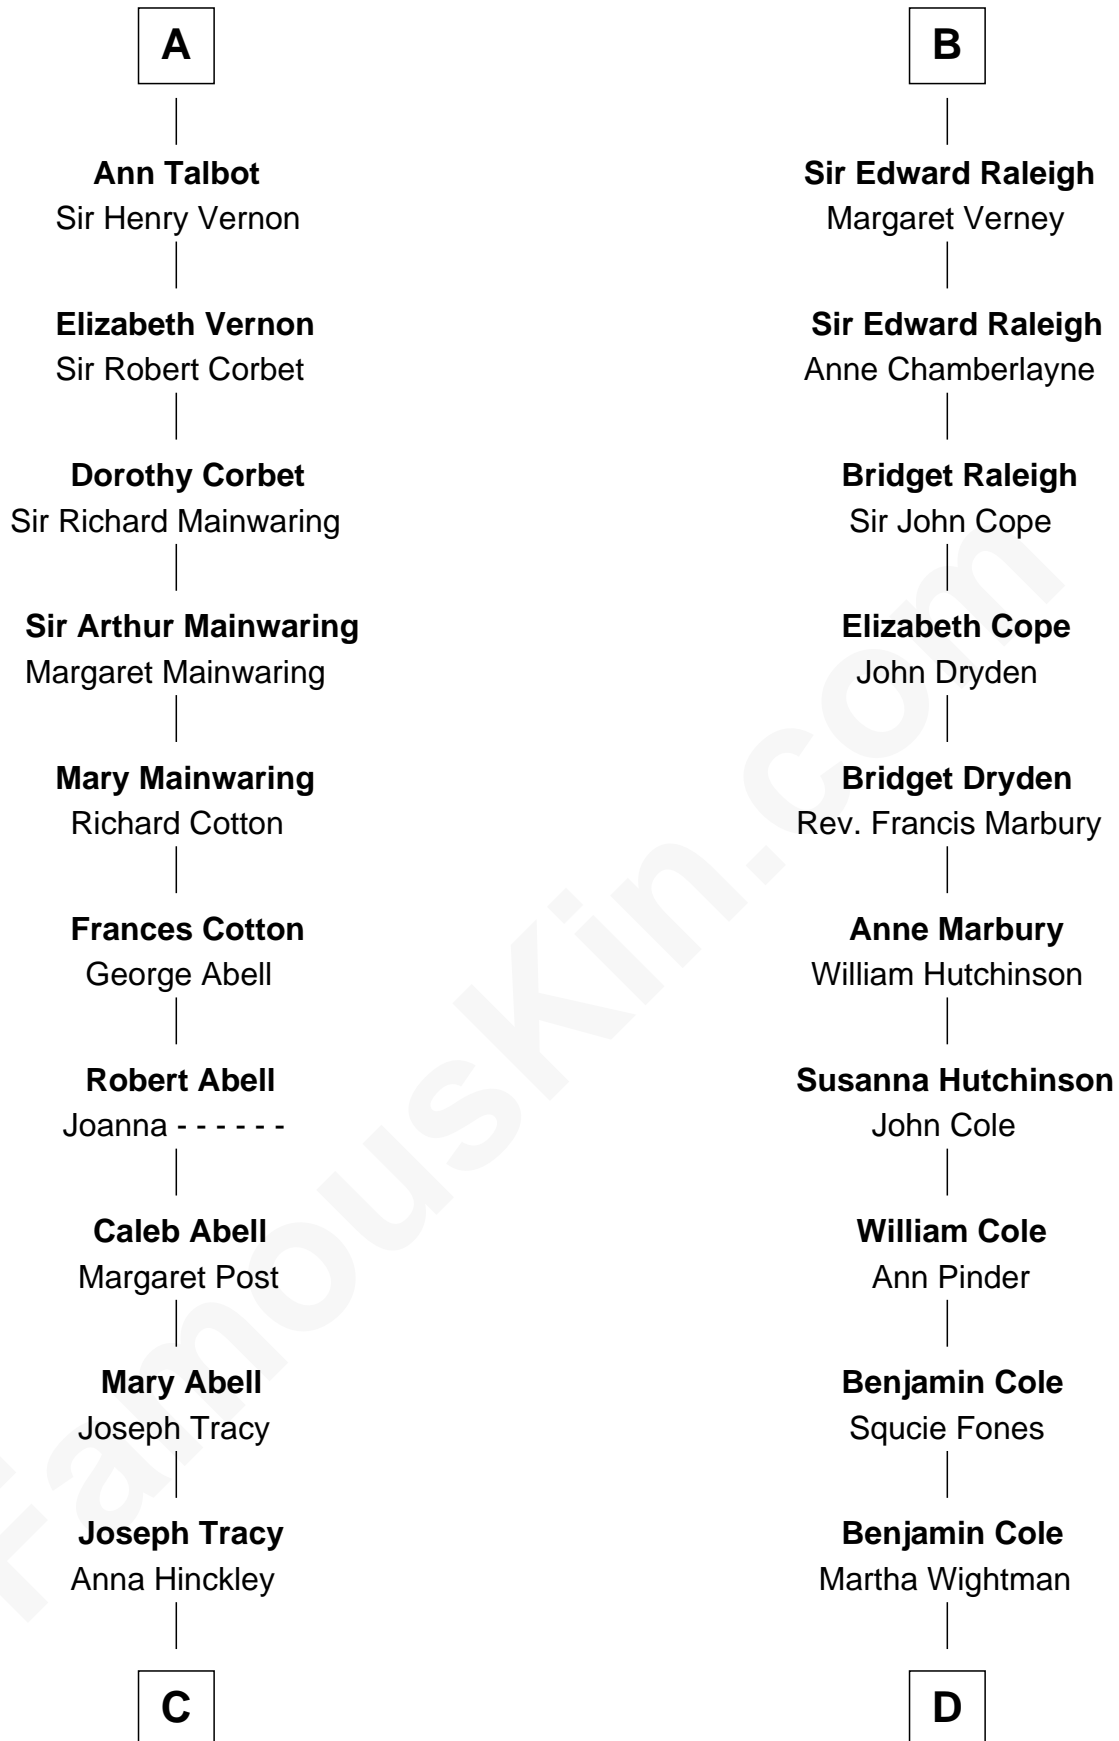 A
Ann Talbot
Sir Henry Vernon
Elizabeth Vernon
Sir Robert Corbet
Dorothy Corbet
Sir Richard Mainwaring
Sir Arthur Mainwaring
Margaret Mainwaring
Mary Mainwaring
Richard Cotton
Frances Cotton
George Abell
Robert Abell
Joanna - - - - - -
Caleb Abell
Margaret Post
Mary Abell
Joseph Tracy
Joseph Tracy
Anna Hinckley
C
B
Sir Edward Raleigh
Margaret Verney
Sir Edward Raleigh
Anne Chamberlayne
Bridget Raleigh
Sir John Cope
Elizabeth Cope
John Dryden
Bridget Dryden
Rev. Francis Marbury
Anne Marbury
William Hutchinson
Susanna Hutchinson
John Cole
William Cole
Ann Pinder
Benjamin Cole
Squcie Fones
Benjamin Cole
Martha Wightman
D
FamousKin.com